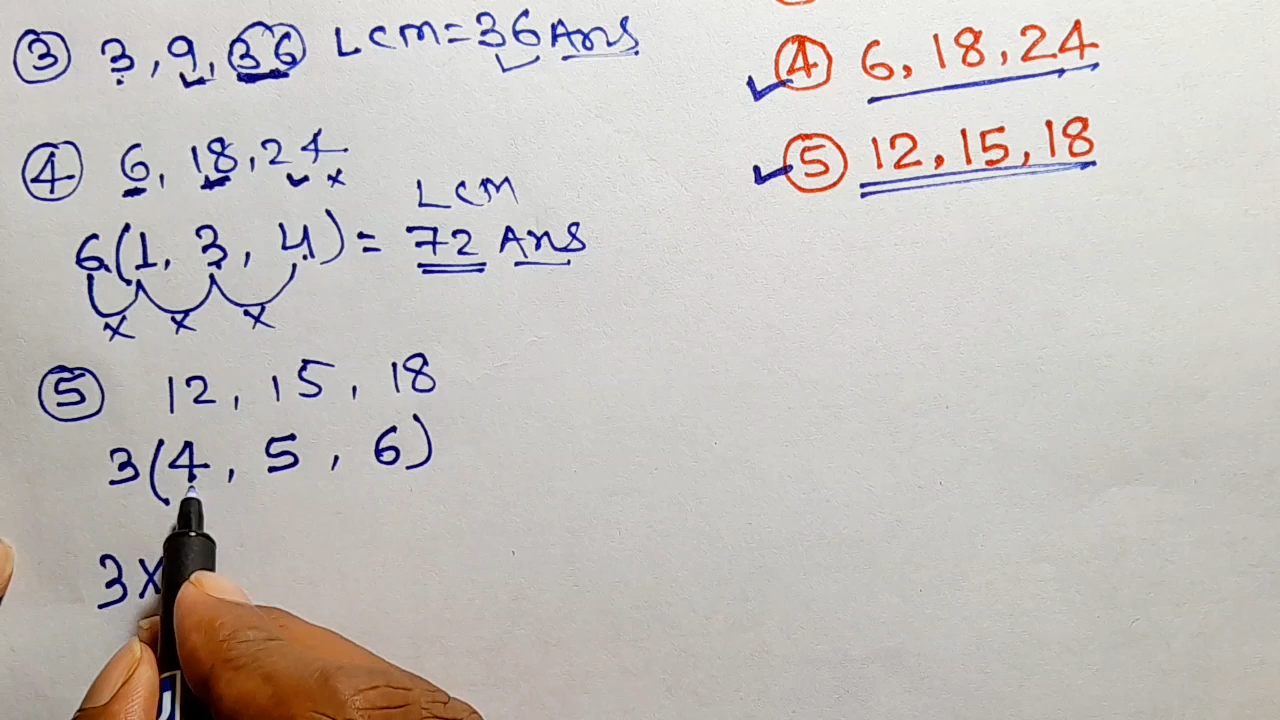 ③ 3, 9, 36 LCM = 36 Ans
④ 6, 18, 24
x
LCM
6(1, 3, 4) = 72 Ans
x x x
⑤ 12, 15, 18
3(4, 5, 6)
3x
④ 6, 18, 24
⑤ 12, 15, 18